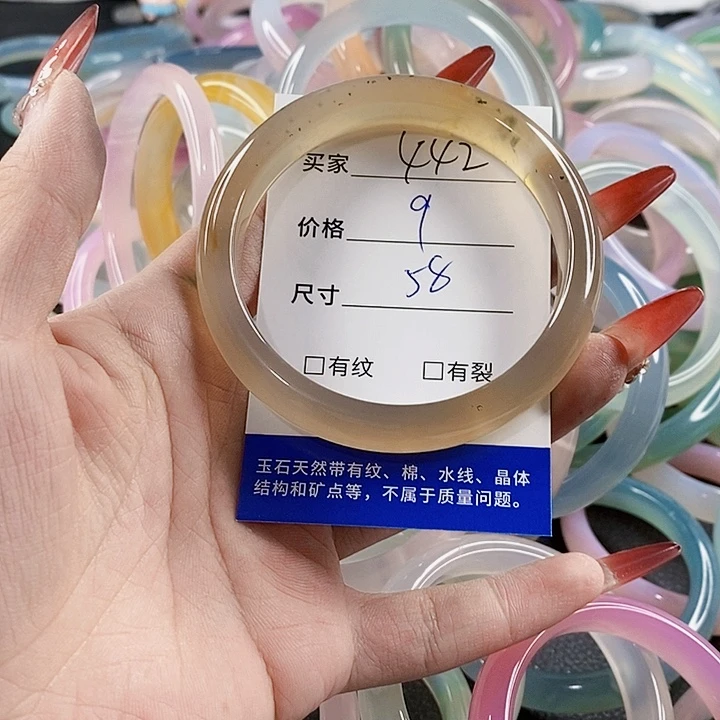 买家 442
价格 9
尺寸 58
□有纹 □有裂
玉石天然带有纹、棉、水线、晶体
结构和矿点等，不属于质量问题。